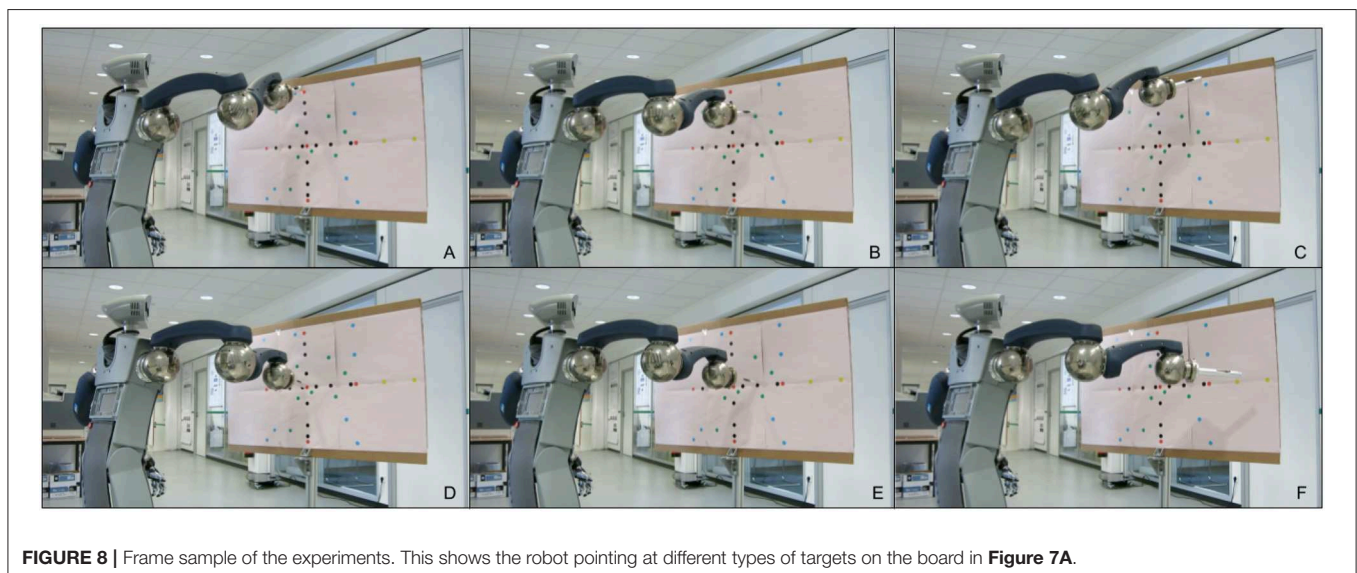 A
B
C
D
E
F
FIGURE 8 | Frame sample of the experiments. This shows the robot pointing at different types of targets on the board in Figure 7A.